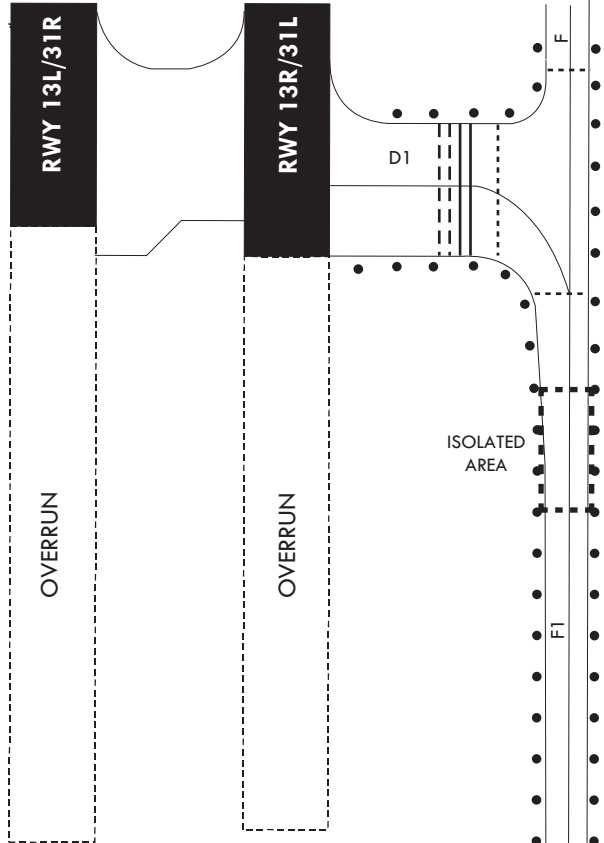 RWY 13L/31R
RWY 13R/31L
F
D1
ISOLATED
AREA
OVERRUN
OVERRUN
F1